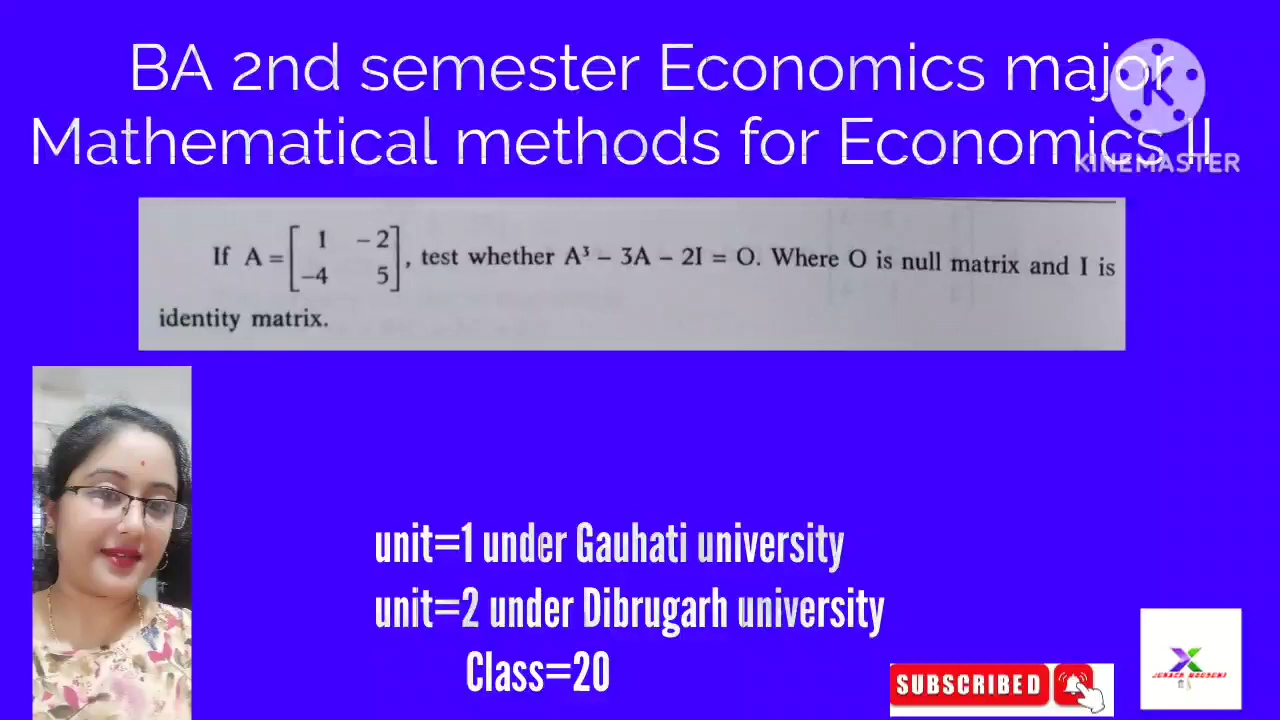 BA 2nd semester Economics major
Mathematical methods for Economics II
KINEMASTER
If A = [ 1 − 2
−4 5 ], test whether A³ − 3A − 2I = O. Where O is null matrix and I is
identity matrix.
unit=1 under Gauhati university
unit=2 under Dibrugarh university
Class=20
SUBSCRIBED